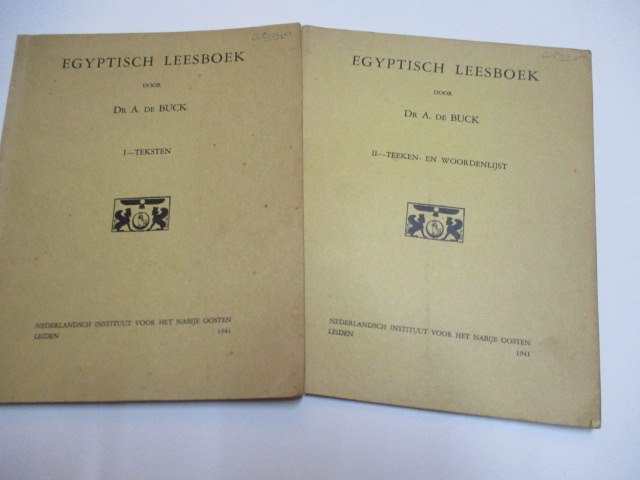 EGYPTISCH LEESBOEK
DOOR
DR A. DE BUCK
I—TEKSTEN
NEDERLANDSCH INSTITUUT VOOR HET NABIJE OOSTEN
LEIDEN 1941
EGYPTISCH LEESBOEK
DOOR
DR A. DE BUCK
II—TEEKEN- EN WOORDENLIJST
NEDERLANDSCH INSTITUUT VOOR HET NABIJE OOSTEN
LEIDEN 1941